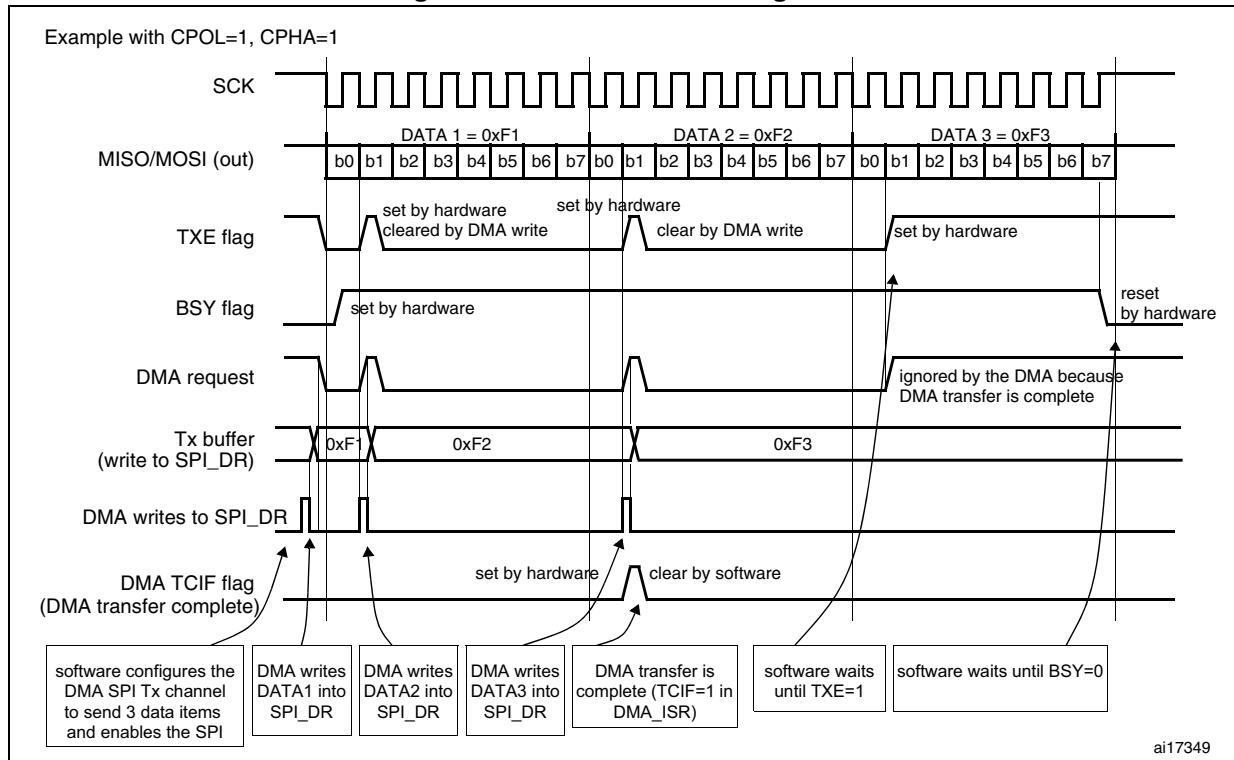 Example with CPOL=1, CPHA=1
SCK
DATA 1 = 0xF1 DATA 2 = 0xF2 DATA 3 = 0xF3
MISO/MOSI (out) b0 b1 b2 b3 b4 b5 b6 b7 b0 b1 b2 b3 b4 b5 b6 b7 b0 b1 b2 b3 b4 b5 b6 b7
set by hardware set by hardware
TXE flag cleared by DMA write clear by DMA write set by hardware
BSY flag set by hardware reset
by hardware
DMA request ignored by the DMA because
DMA transfer is complete
Tx buffer 0xF1 0xF2 0xF3
(write to SPI_DR)
DMA writes to SPI_DR
DMA TCIF flag set by hardware clear by software
(DMA transfer complete)
software configures the
DMA SPI Tx channel
to send 3 data items
and enables the SPI
DMA writes
DATA1 into
SPI_DR
DMA writes
DATA2 into
SPI_DR
DMA writes
DATA3 into
SPI_DR
DMA transfer is
complete (TCIF=1 in
DMA_ISR)
software waits
until TXE=1
software waits until BSY=0
ai17349